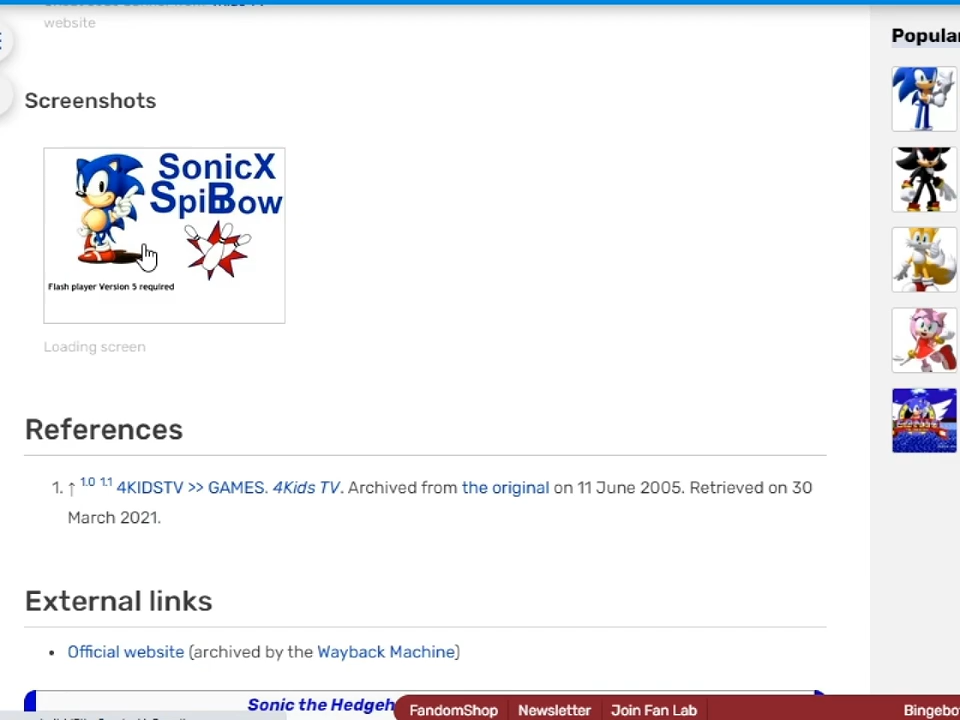 website
Popular
Screenshots
SonicX
SpiBow
Flash player Version 5 required
Loading screen
References
1. ↑ 1.0 1.1 4KIDSTV >> GAMES. 4Kids TV. Archived from the original on 11 June 2005. Retrieved on 30
March 2021.
External links
• Official website (archived by the Wayback Machine)
Sonic the Hedgeh
FandomShop
Newsletter
Join Fan Lab
Bingebo